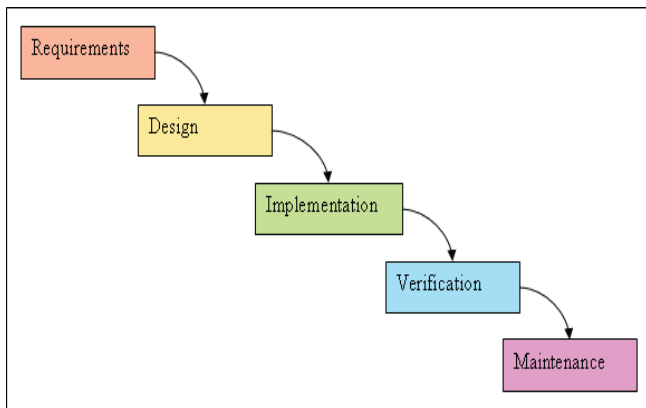 Requirements
Design
Implementation
Verification
Maintenance